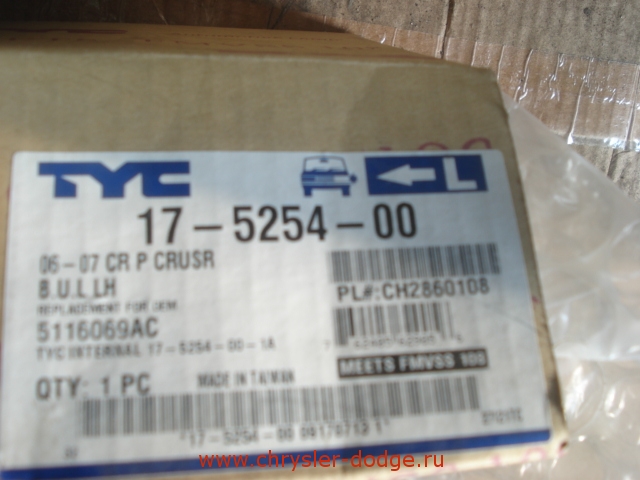 TYC
L
17-5254-00
06-07 CR P CRUSR
B.U.L LH
PL#:CH2860108
REPLACEMENT FOR OEM
5116069AC
TYC INTERNAL 17-5254-00-1A
MEETS FMVSS 108
QTY: 1 PC
MADE IN TAIWAN
www.chrysler-dodge.ru